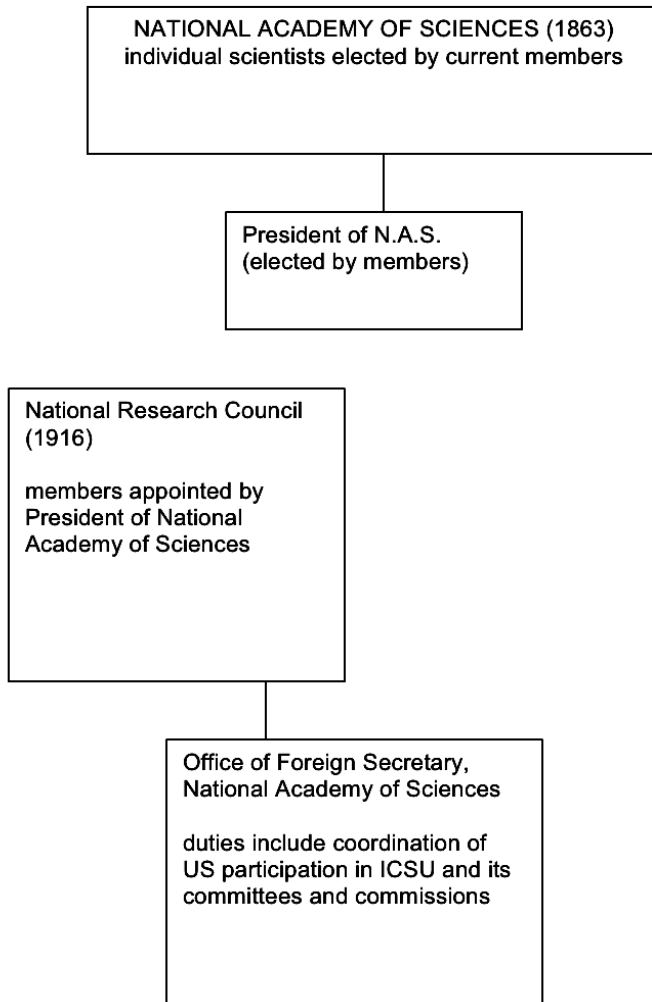 NATIONAL ACADEMY OF SCIENCES (1863)
individual scientists elected by current members
President of N.A.S.
(elected by members)
National Research Council
(1916)
members appointed by
President of National
Academy of Sciences
Office of Foreign Secretary,
National Academy of Sciences
duties include coordination of
US participation in ICSU and its
committees and commissions